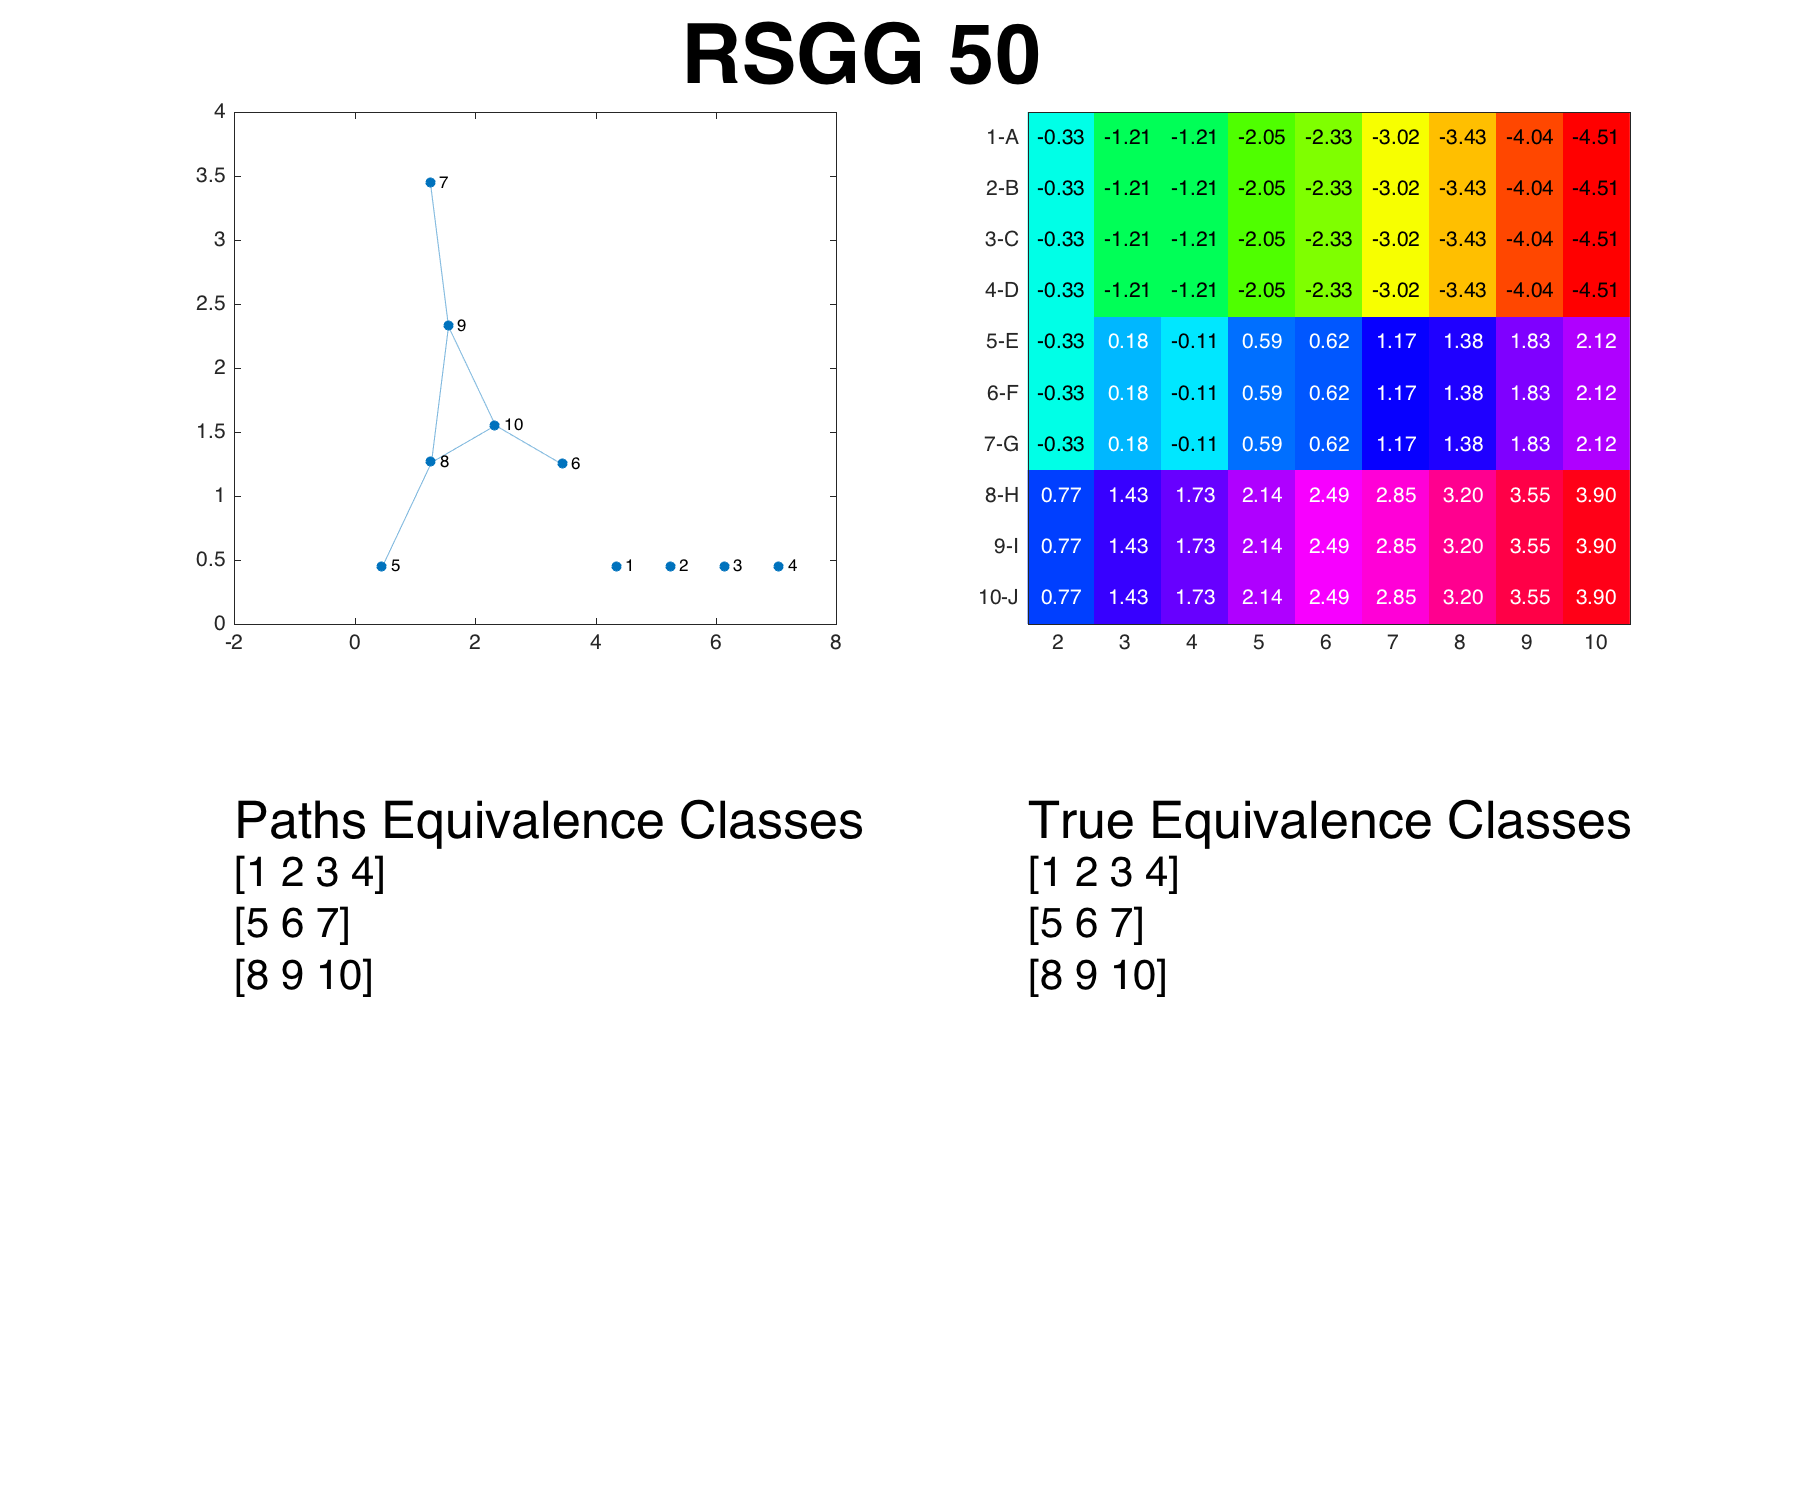 RSGG 50
4
3.5
3
2.5
2
1.5
1
0.5
0
-2 0 2 4 6 8
7
9
10
8
6
5
1 2 3 4
1-A -0.33 -1.21 -1.21 -2.05 -2.33 -3.02 -3.43 -4.04 -4.51
2-B -0.33 -1.21 -1.21 -2.05 -2.33 -3.02 -3.43 -4.04 -4.51
3-C -0.33 -1.21 -1.21 -2.05 -2.33 -3.02 -3.43 -4.04 -4.51
4-D -0.33 -1.21 -1.21 -2.05 -2.33 -3.02 -3.43 -4.04 -4.51
5-E -0.33 0.18 -0.11 0.59 0.62 1.17 1.38 1.83 2.12
6-F -0.33 0.18 -0.11 0.59 0.62 1.17 1.38 1.83 2.12
7-G -0.33 0.18 -0.11 0.59 0.62 1.17 1.38 1.83 2.12
8-H 0.77 1.43 1.73 2.14 2.49 2.85 3.20 3.55 3.90
9-I 0.77 1.43 1.73 2.14 2.49 2.85 3.20 3.55 3.90
10-J 0.77 1.43 1.73 2.14 2.49 2.85 3.20 3.55 3.90
2 3 4 5 6 7 8 9 10
Paths Equivalence Classes
[1 2 3 4]
[5 6 7]
[8 9 10]
True Equivalence Classes
[1 2 3 4]
[5 6 7]
[8 9 10]